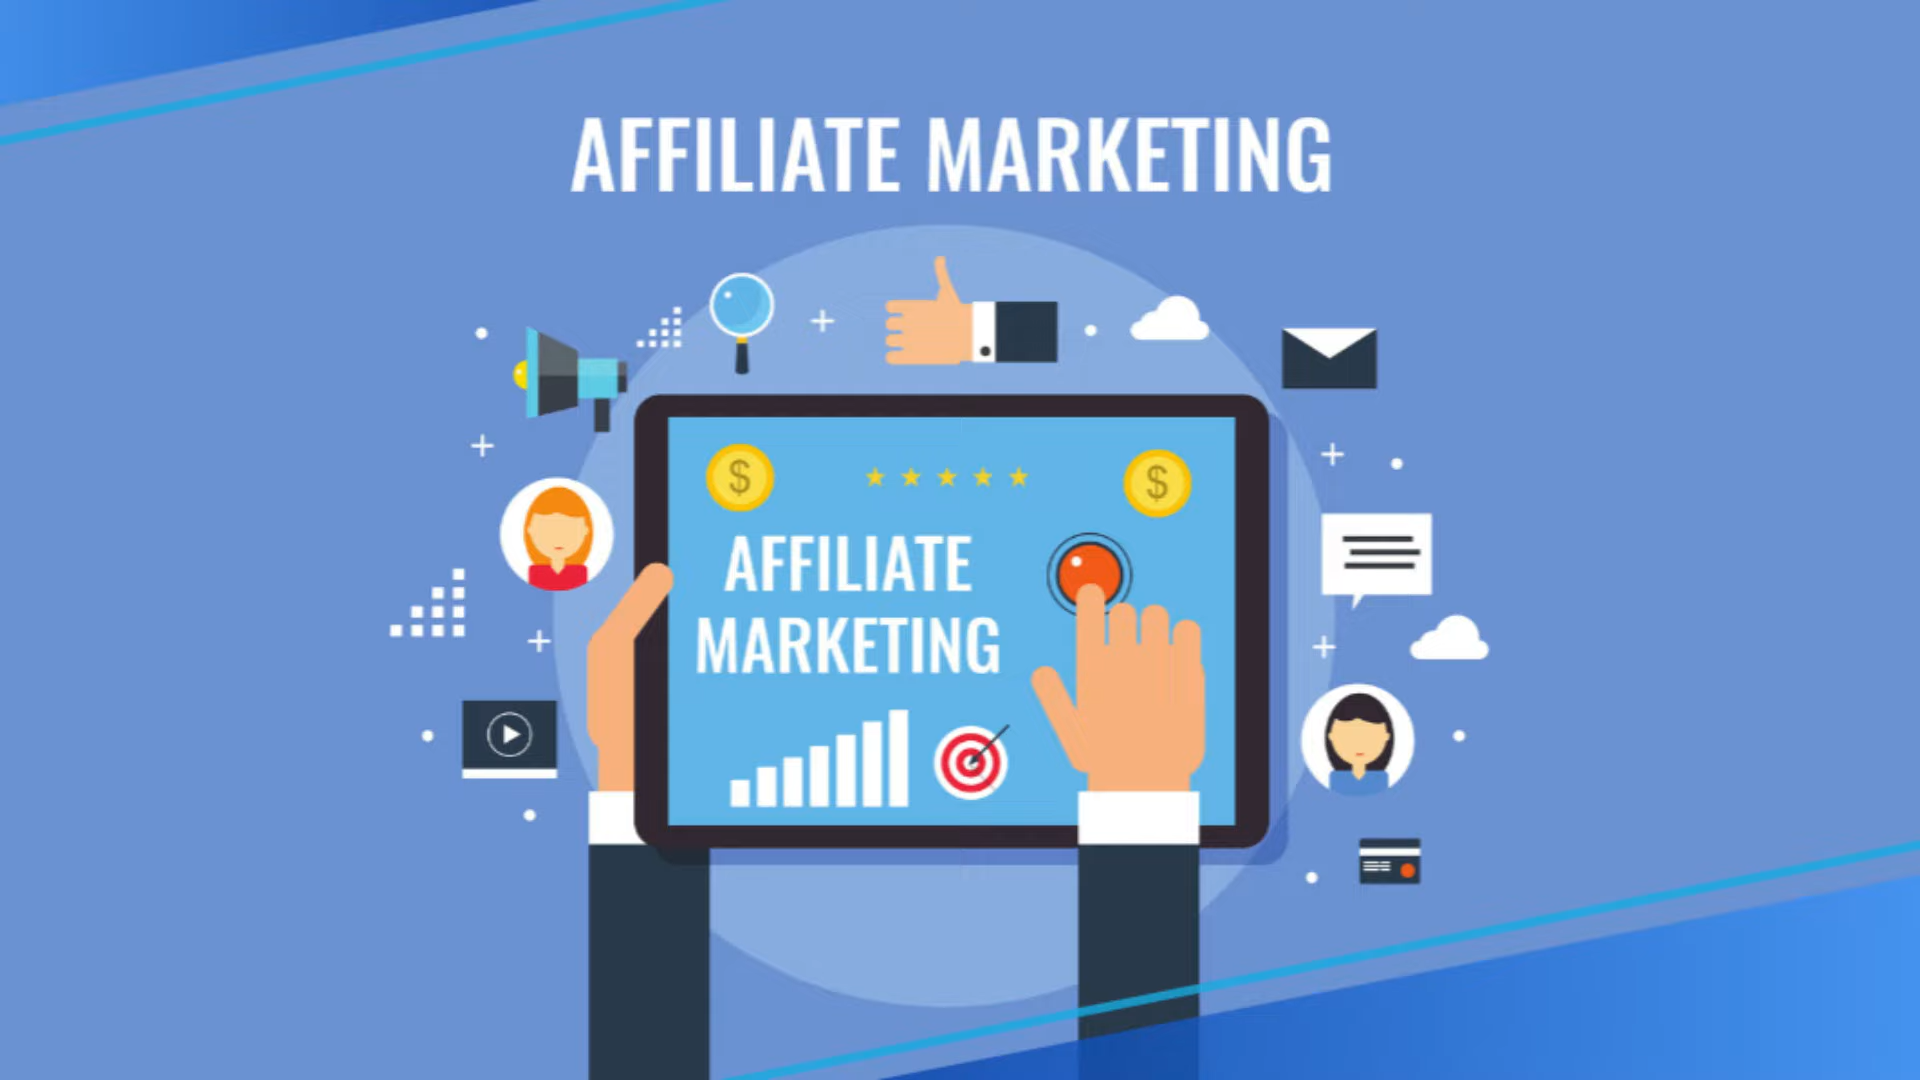 AFFILIATE MARKETING
$
$
AFFILIATE
MARKETING